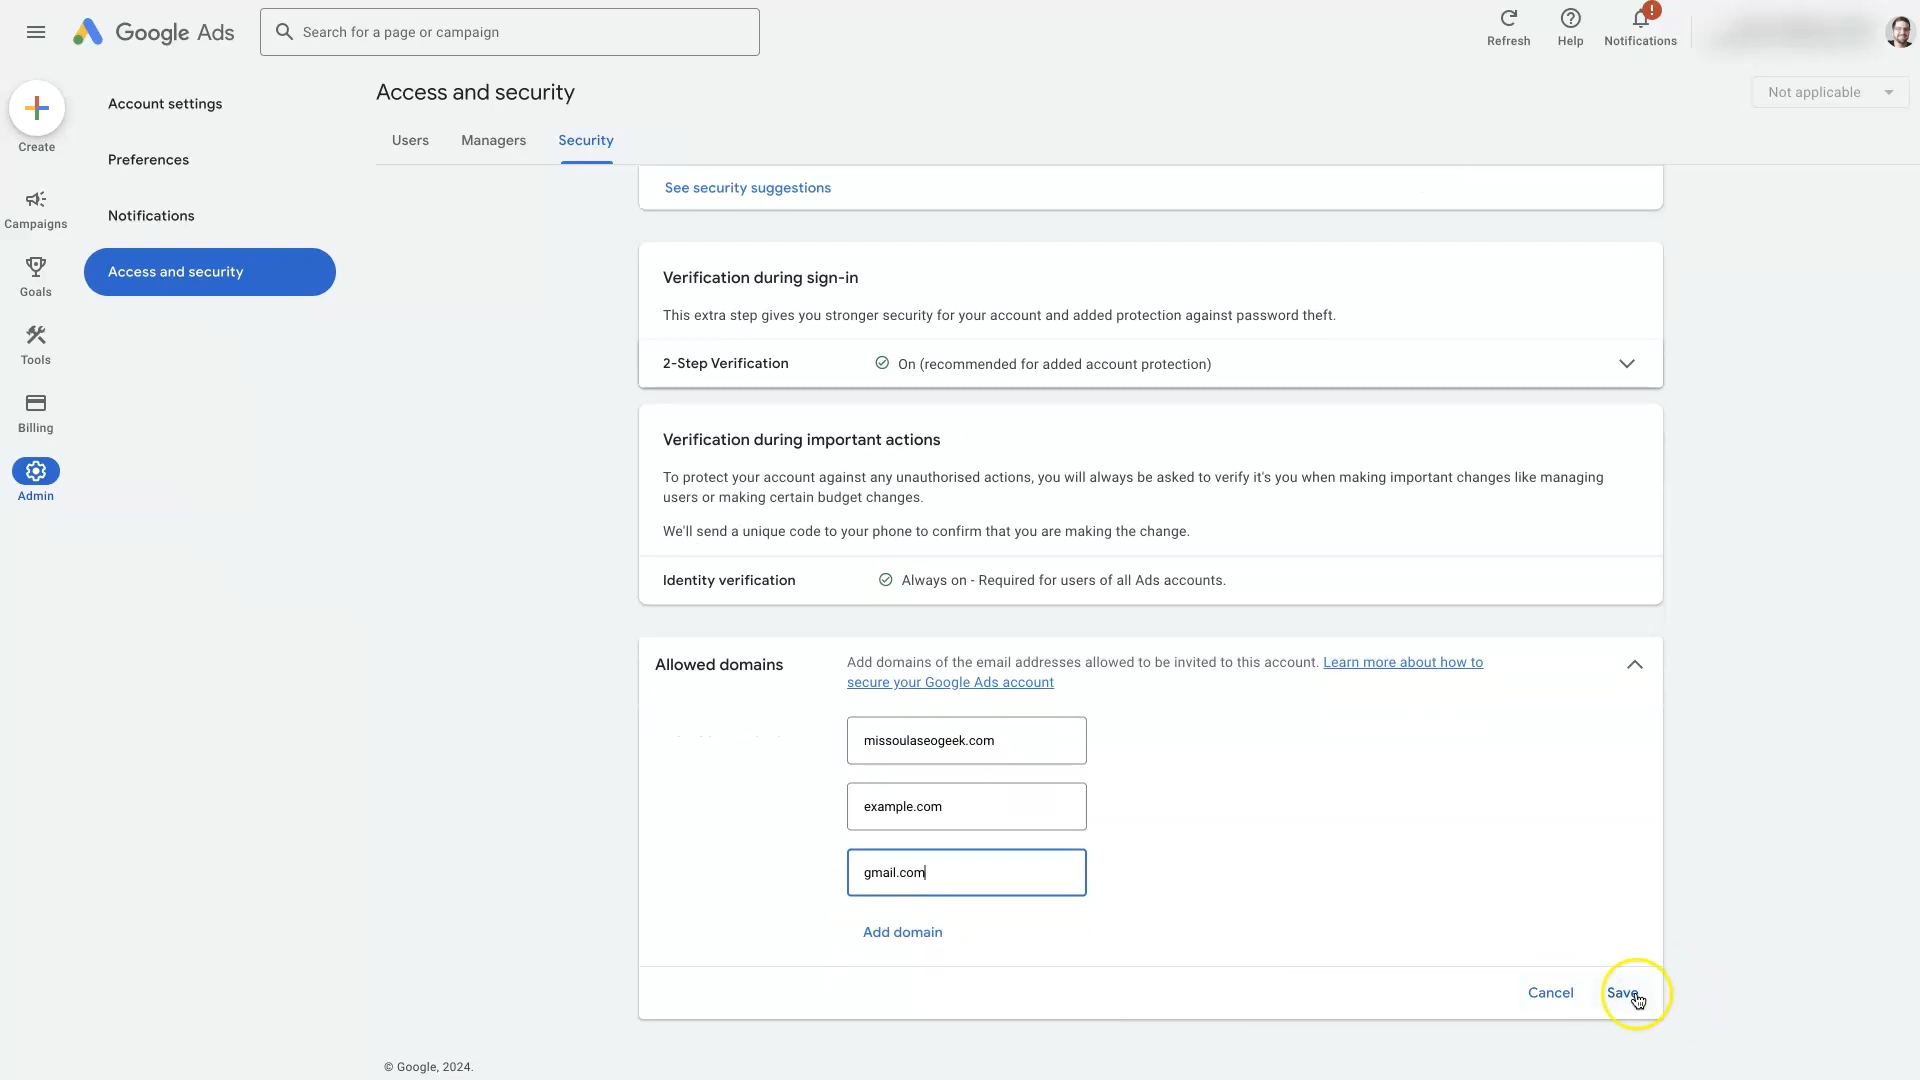 Google Ads
Search for a page or campaign
Refresh
Help
!
Notifications
Create
Campaigns
Goals
Tools
Billing
Admin
Account settings
Preferences
Notifications
Access and security
Access and security
Not applicable
Users
Managers
Security
See security suggestions
Verification during sign-in
This extra step gives you stronger security for your account and added protection against password theft.
2-Step Verification
On (recommended for added account protection)
Verification during important actions
To protect your account against any unauthorised actions, you will always be asked to verify it's you when making important changes like managing
users or making certain budget changes.
We'll send a unique code to your phone to confirm that you are making the change.
Identity verification
Always on - Required for users of all Ads accounts.
Allowed domains
Add domains of the email addresses allowed to be invited to this account. Learn more about how to
secure your Google Ads account
missoulaseogeek.com
example.com
gmail.com
Add domain
Cancel
Save
© Google, 2024.